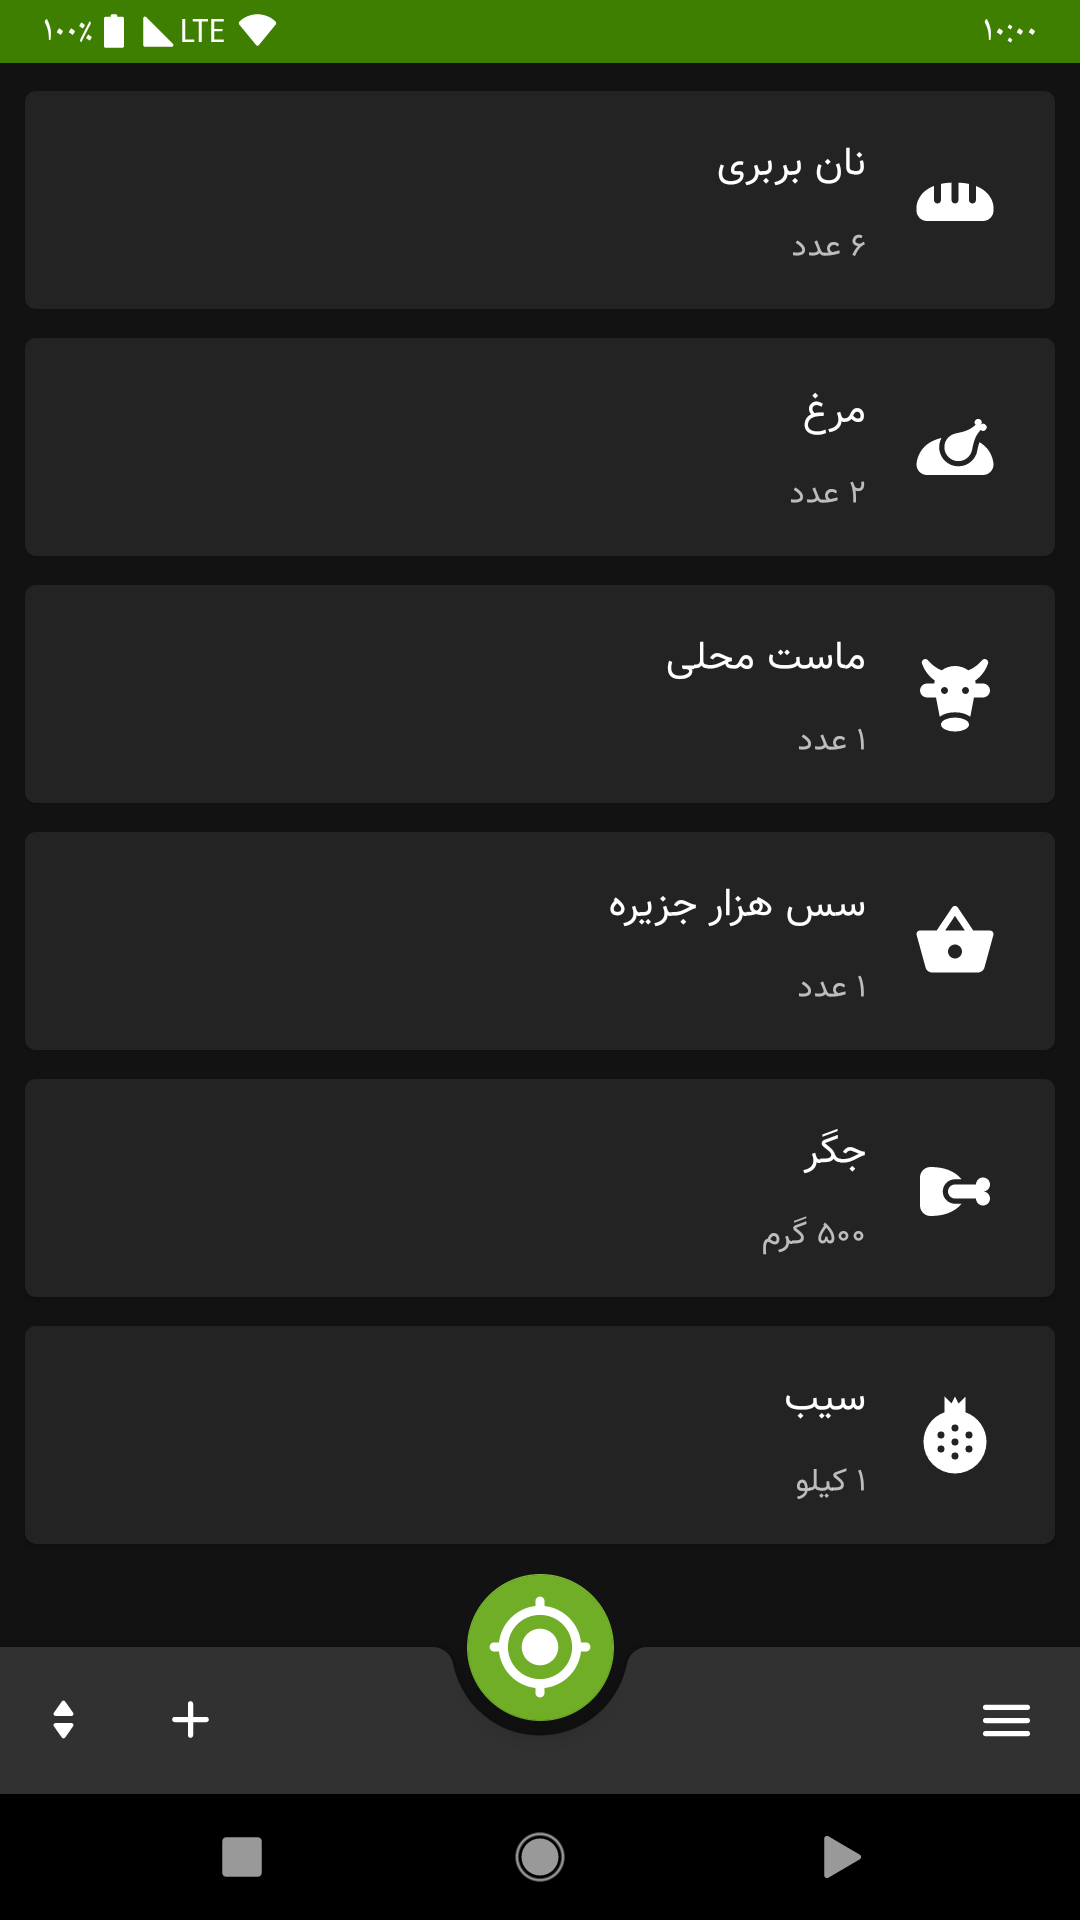 ۱۰:۰۰
LTE ۱۰۰٪
نان بربری
۶ عدد
مرغ
۲ عدد
ماست محلی
۱ عدد
سس هزار جزیره
۱ عدد
جگر
۵۰۰ گرم
سیب
۱ کیلو